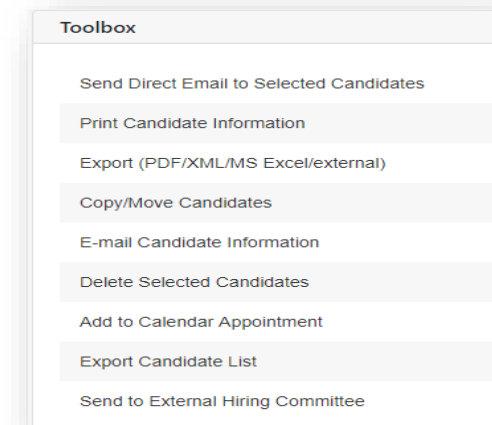 Toolbox
Send Direct Email to Selected Candidates
Print Candidate Information
Export (PDF/XML/MS Excel/external)
Copy/Move Candidates
E-mail Candidate Information
Delete Selected Candidates
Add to Calendar Appointment
Export Candidate List
Send to External Hiring Committee